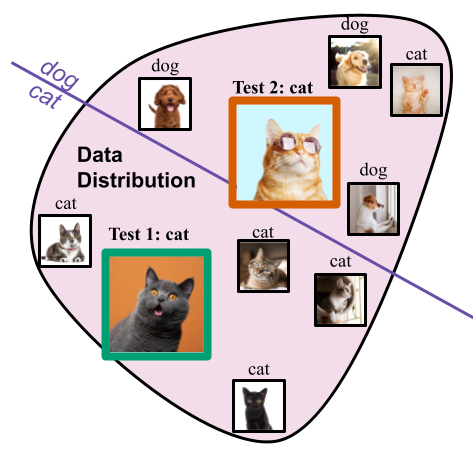 dog
cat
dog
cat
dog
Test 2: cat
Data
Distribution
dog
cat
Test 1: cat
cat
cat
cat